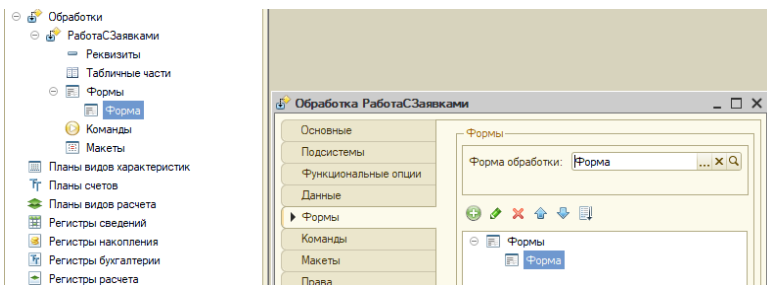 Обработки
РаботаСЗаявками
Реквизиты
Табличные части
Формы
Форма
Команды
Макеты
Планы видов характеристик
Планы счетов
Планы видов расчета
Регистры сведений
Регистры накопления
Регистры бухгалтерии
Регистры расчета
Обработка РаботаСЗаявками
Основные
Подсистемы
Функциональные опции
Данные
Формы
Команды
Макеты
Права
Формы
Форма обработки: Форма
Формы
Форма